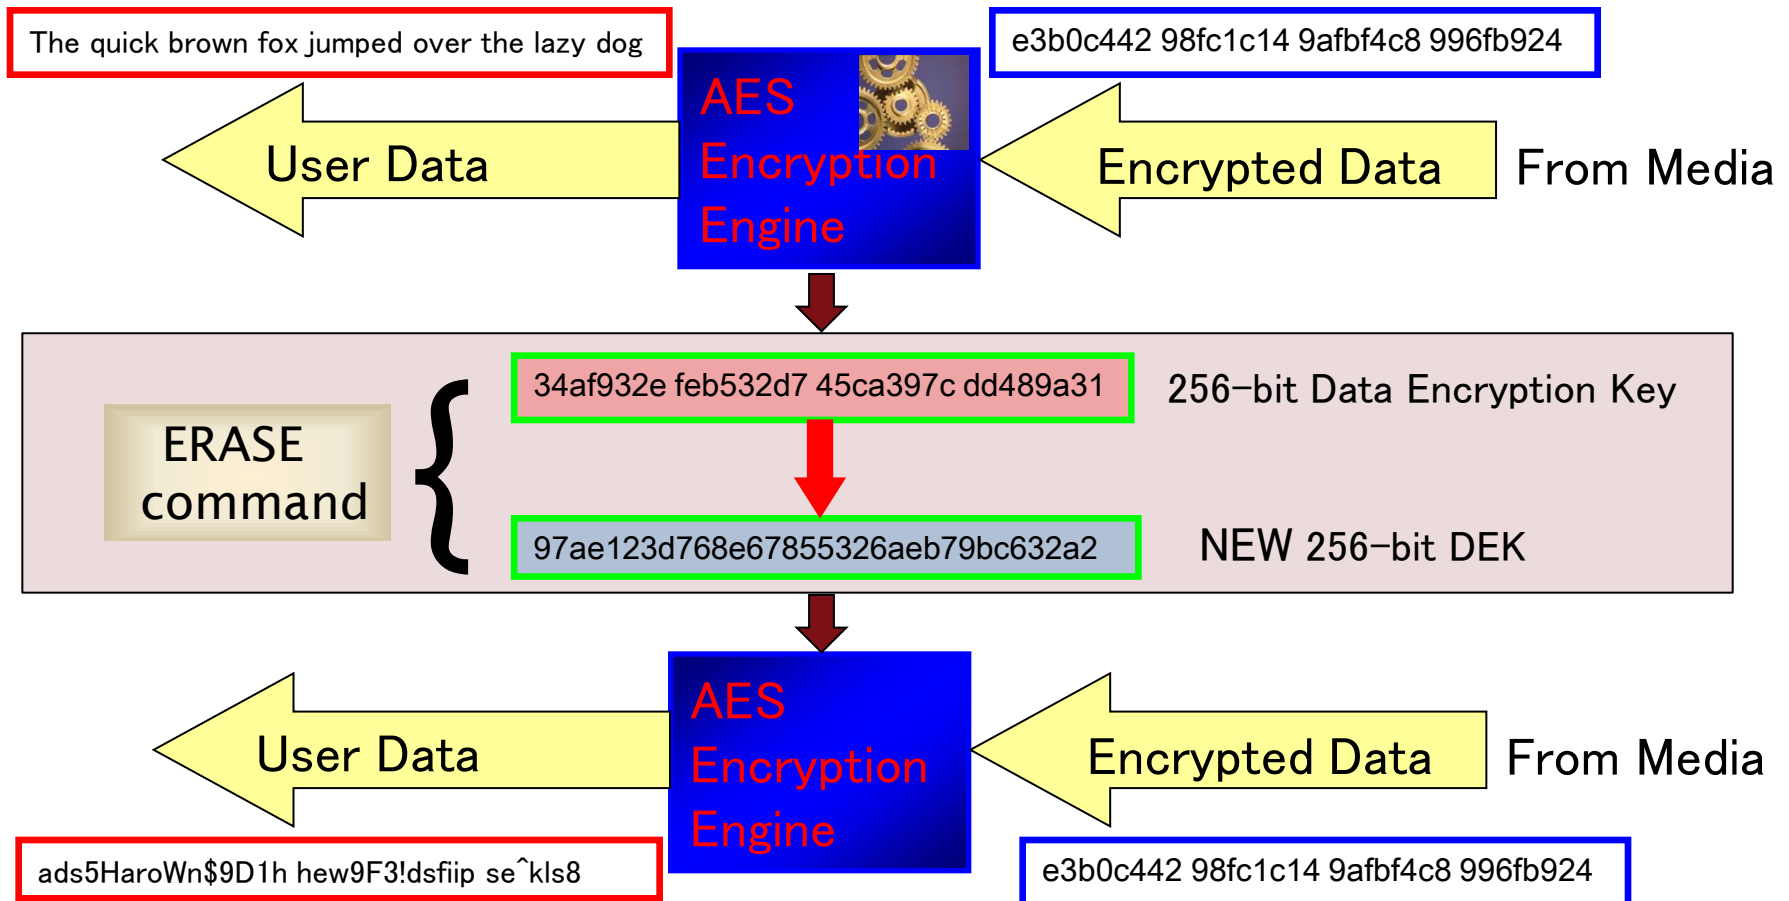 The quick brown fox jumped over the lazy dog
e3b0c442 98fc1c14 9afbf4c8 996fb924
AES
Encryption
Engine
User Data
Encrypted Data
From Media
34af932e feb532d7 45ca397c dd489a31
256-bit Data Encryption Key
ERASE
command
97ae123d768e67855326aeb79bc632a2
NEW 256-bit DEK
AES
Encryption
Engine
User Data
Encrypted Data
From Media
ads5HaroWn$9D1h hew9F3!dsfiip se^kls8
e3b0c442 98fc1c14 9afbf4c8 996fb924